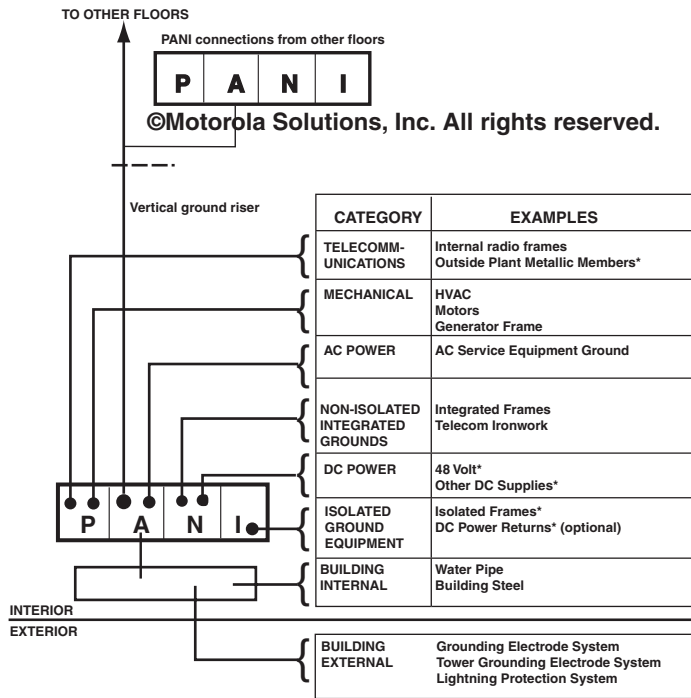 TO OTHER FLOORS
PANI connections from other floors
P A N I
©Motorola Solutions, Inc. All rights reserved.
Vertical ground riser
CATEGORY EXAMPLES
TELECOMM-
UNICATIONS
Internal radio frames
Outside Plant Metallic Members*
MECHANICAL
HVAC
Motors
Generator Frame
AC POWER
AC Service Equipment Ground
NON-ISOLATED
INTEGRATED
GROUNDS
Integrated Frames
Telecom Ironwork
DC POWER
48 Volt*
Other DC Supplies*
ISOLATED
GROUND
EQUIPMENT
Isolated Frames*
DC Power Returns* (optional)
P A N I
BUILDING
INTERNAL
Water Pipe
Building Steel
INTERIOR
EXTERIOR
BUILDING
EXTERNAL
Grounding Electrode System
Tower Grounding Electrode System
Lightning Protection System